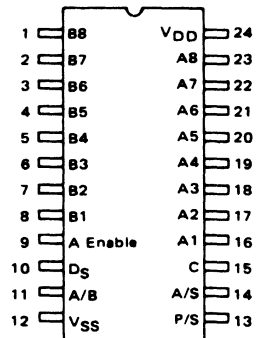 1 B8 VDD 24
2 B7 A8 23
3 B6 A7 22
4 B5 A6 21
5 B4 A5 20
6 B3 A4 19
7 B2 A3 18
8 B1 A2 17
9 A Enable A1 16
10 DS C 15
11 A/B A/S 14
12 VSS P/S 13